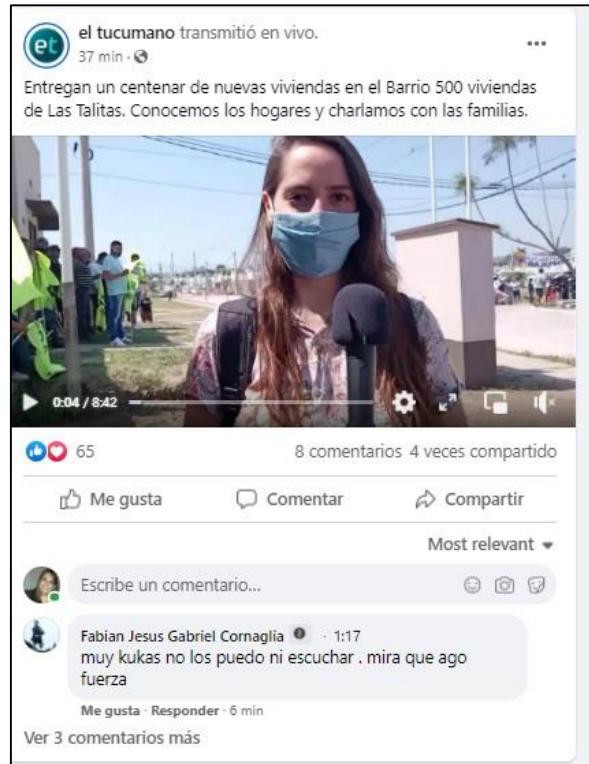 et
el tucumano transmitió en vivo.
37 min ·
Entregan un centenar de nuevas viviendas en el Barrio 500 viviendas
de Las Talitas. Conocemos los hogares y charlamos con las familias.
0:04 / 8:42
65
8 comentarios 4 veces compartido
Me gusta
Comentar
Compartir
Most relevant
Escribe un comentario...
Fabian Jesus Gabriel Cornaglia · 1:17
muy kukas no los puedo ni escuchar . mira que ago
fuerza
Me gusta · Responder · 6 min
Ver 3 comentarios más